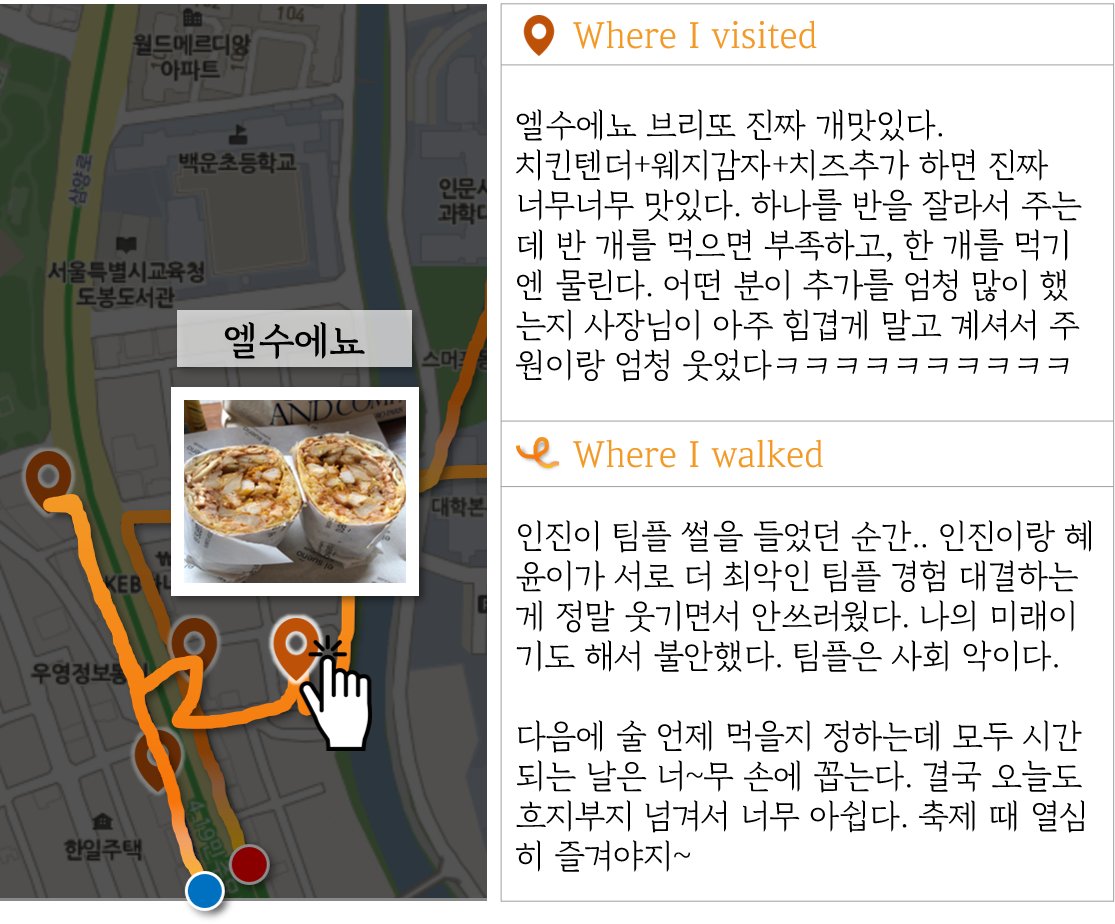 104
월드메르디앙
아파트
백운초등학교
삼양로
서울특별시교육청
도봉도서관
엘수에뇨
AND COM
대학본
KEB
우영정보통신
한일주택
Where I visited
엘수에뇨 브리또 진짜 개맛있다.
치킨텐더+웨지감자+치즈추가 하면 진짜
너무너무 맛있다. 하나를 반을 잘라서 주는
데 반 개를 먹으면 부족하고, 한 개를 먹기
엔 물린다. 어떤 분이 추가를 엄청 많이 했
는지 사장님이 아주 힘겹게 말고 계셔서 주
원이랑 엄청 웃었다ㅋㅋㅋㅋㅋㅋㅋㅋㅋㅋ
Where I walked
인진이 팀플 썰을 들었던 순간.. 인진이랑 혜
윤이가 서로 더 최악인 팀플 경험 대결하는
게 정말 웃기면서 안쓰러웠다. 나의 미래이
기도 해서 불안했다. 팀플은 사회 악이다.
다음에 술 언제 먹을지 정하는데 모두 시간
되는 날은 너~무 손에 꼽는다. 결국 오늘도
흐지부지 넘겨서 너무 아쉽다. 축제 때 열심
히 즐겨야지~